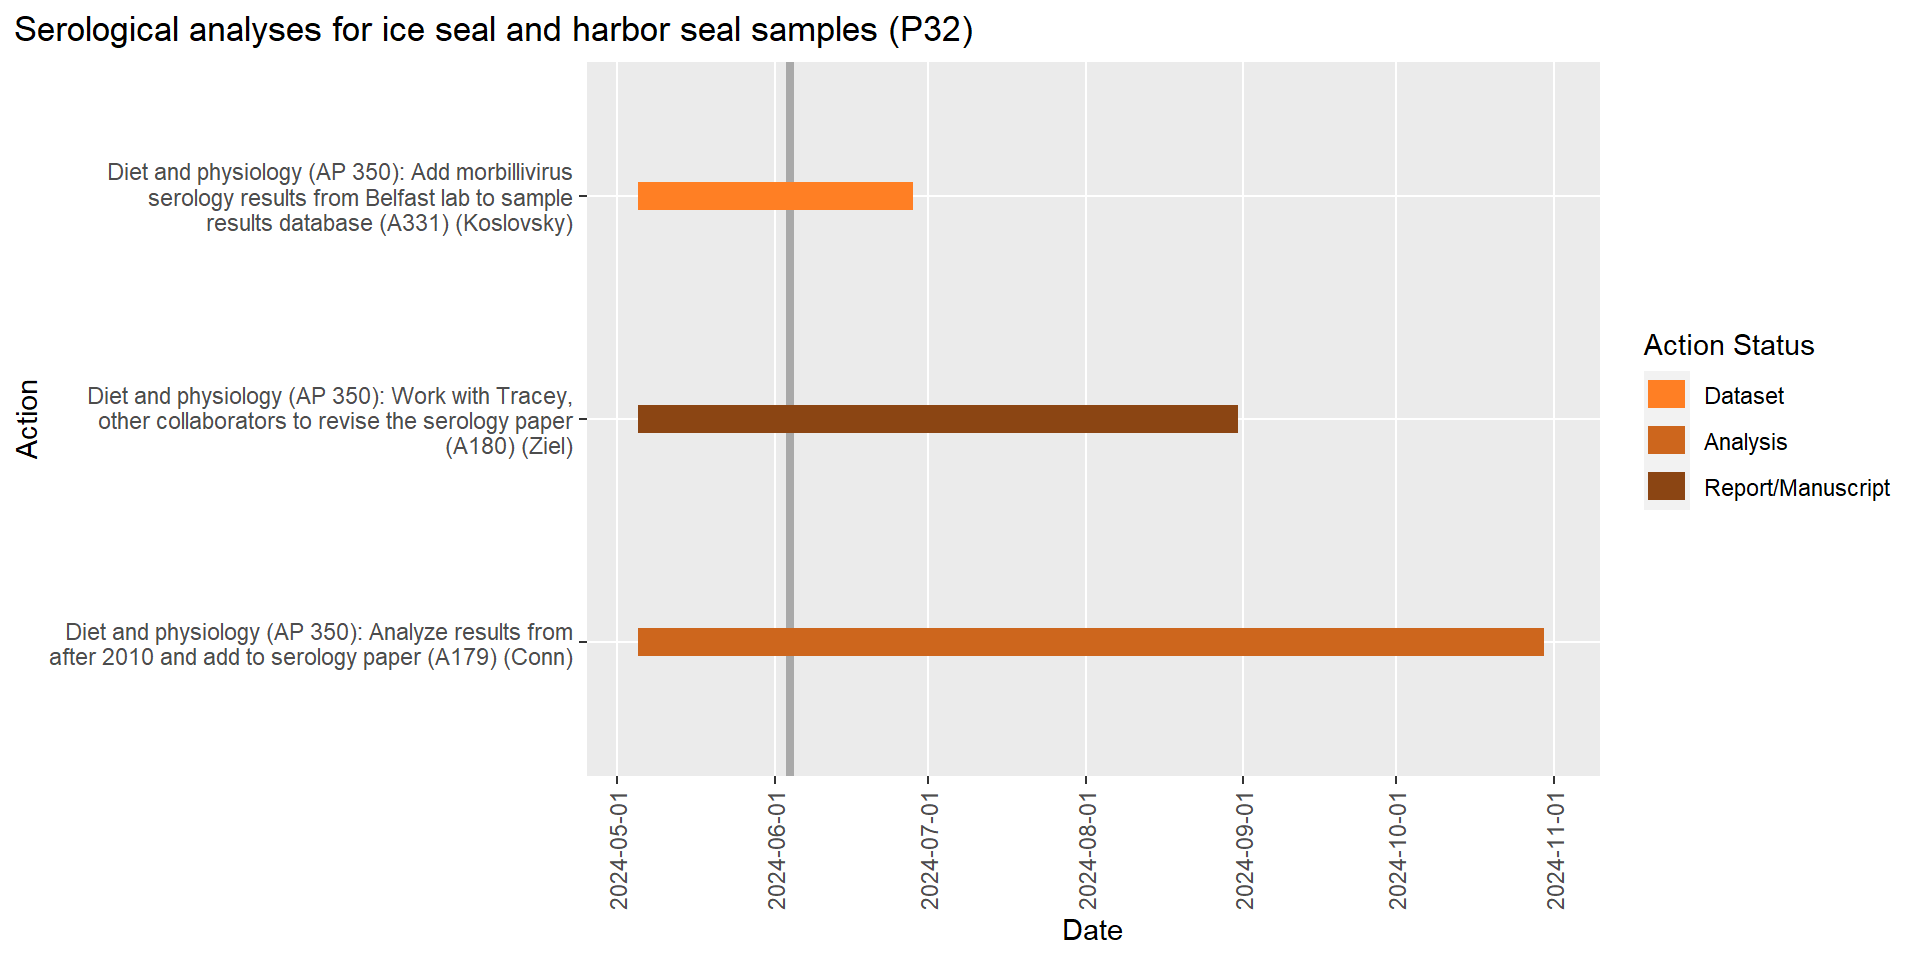 Serological analyses for ice seal and harbor seal samples (P32)
Action
Diet and physiology (AP 350): Add morbillivirus
serology results from Belfast lab to sample
results database (A331) (Koslovsky)
Diet and physiology (AP 350): Work with Tracey,
other collaborators to revise the serology paper
(A180) (Ziel)
Diet and physiology (AP 350): Analyze results from
after 2010 and add to serology paper (A179) (Conn)
2024-05-01
2024-06-01
2024-07-01
2024-08-01
2024-09-01
2024-10-01
2024-11-01
Date
Action Status
Dataset
Analysis
Report/Manuscript